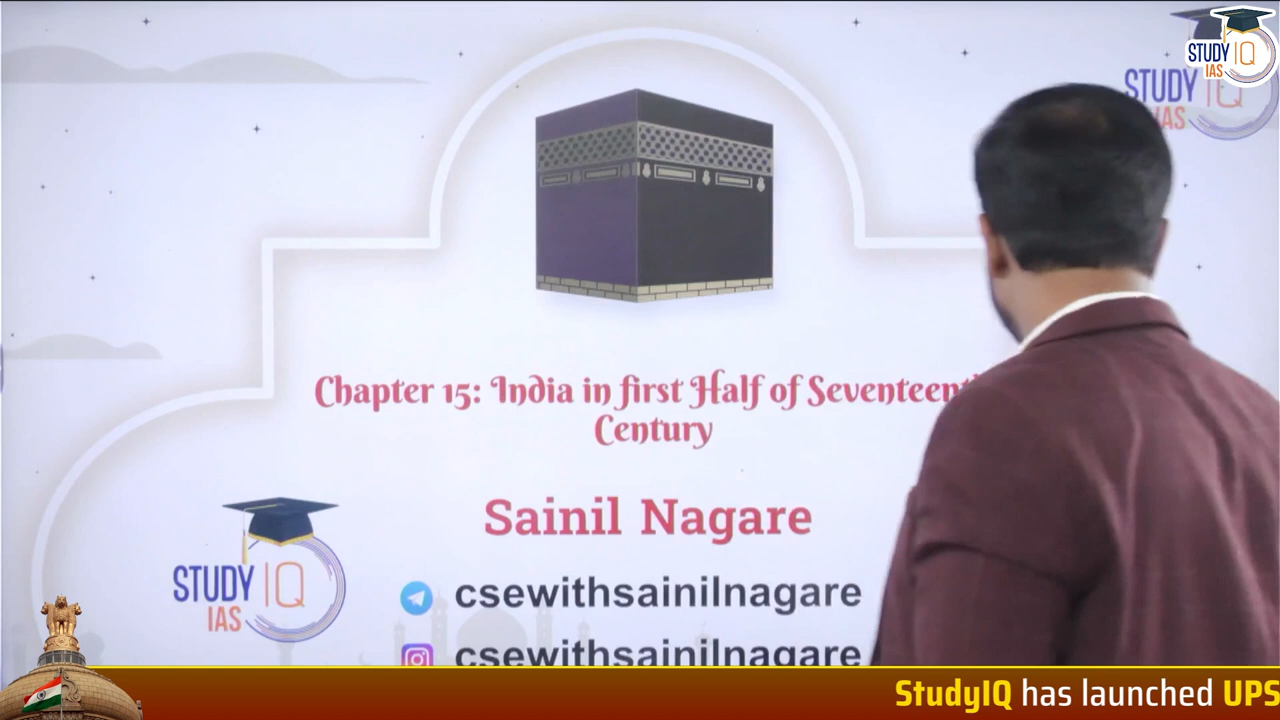 STUDY IQ
IAS
STUDY IQ
IAS
Chapter 15: India in first Half of Seventeenth
Century
Sainil Nagare
STUDY IQ
IAS
csewithsainilnagare
csewithsainilnagare
StudyIQ has launched UPS